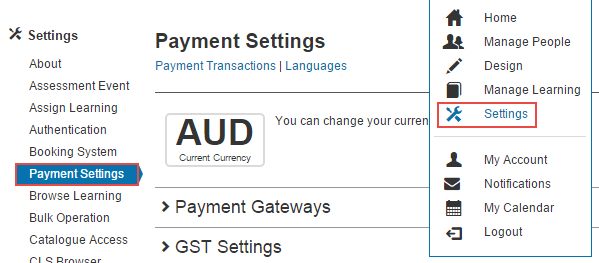 Settings
About
Assessment Event
Assign Learning
Authentication
Booking System
Payment Settings
Browse Learning
Bulk Operation
Catalogue Access
CLS Browser
Payment Settings
Payment Transactions | Languages
AUD
Current Currency
You can change your curren
Payment Gateways
GST Settings
Home
Manage People
Design
Manage Learning
Settings
My Account
Notifications
My Calendar
Logout